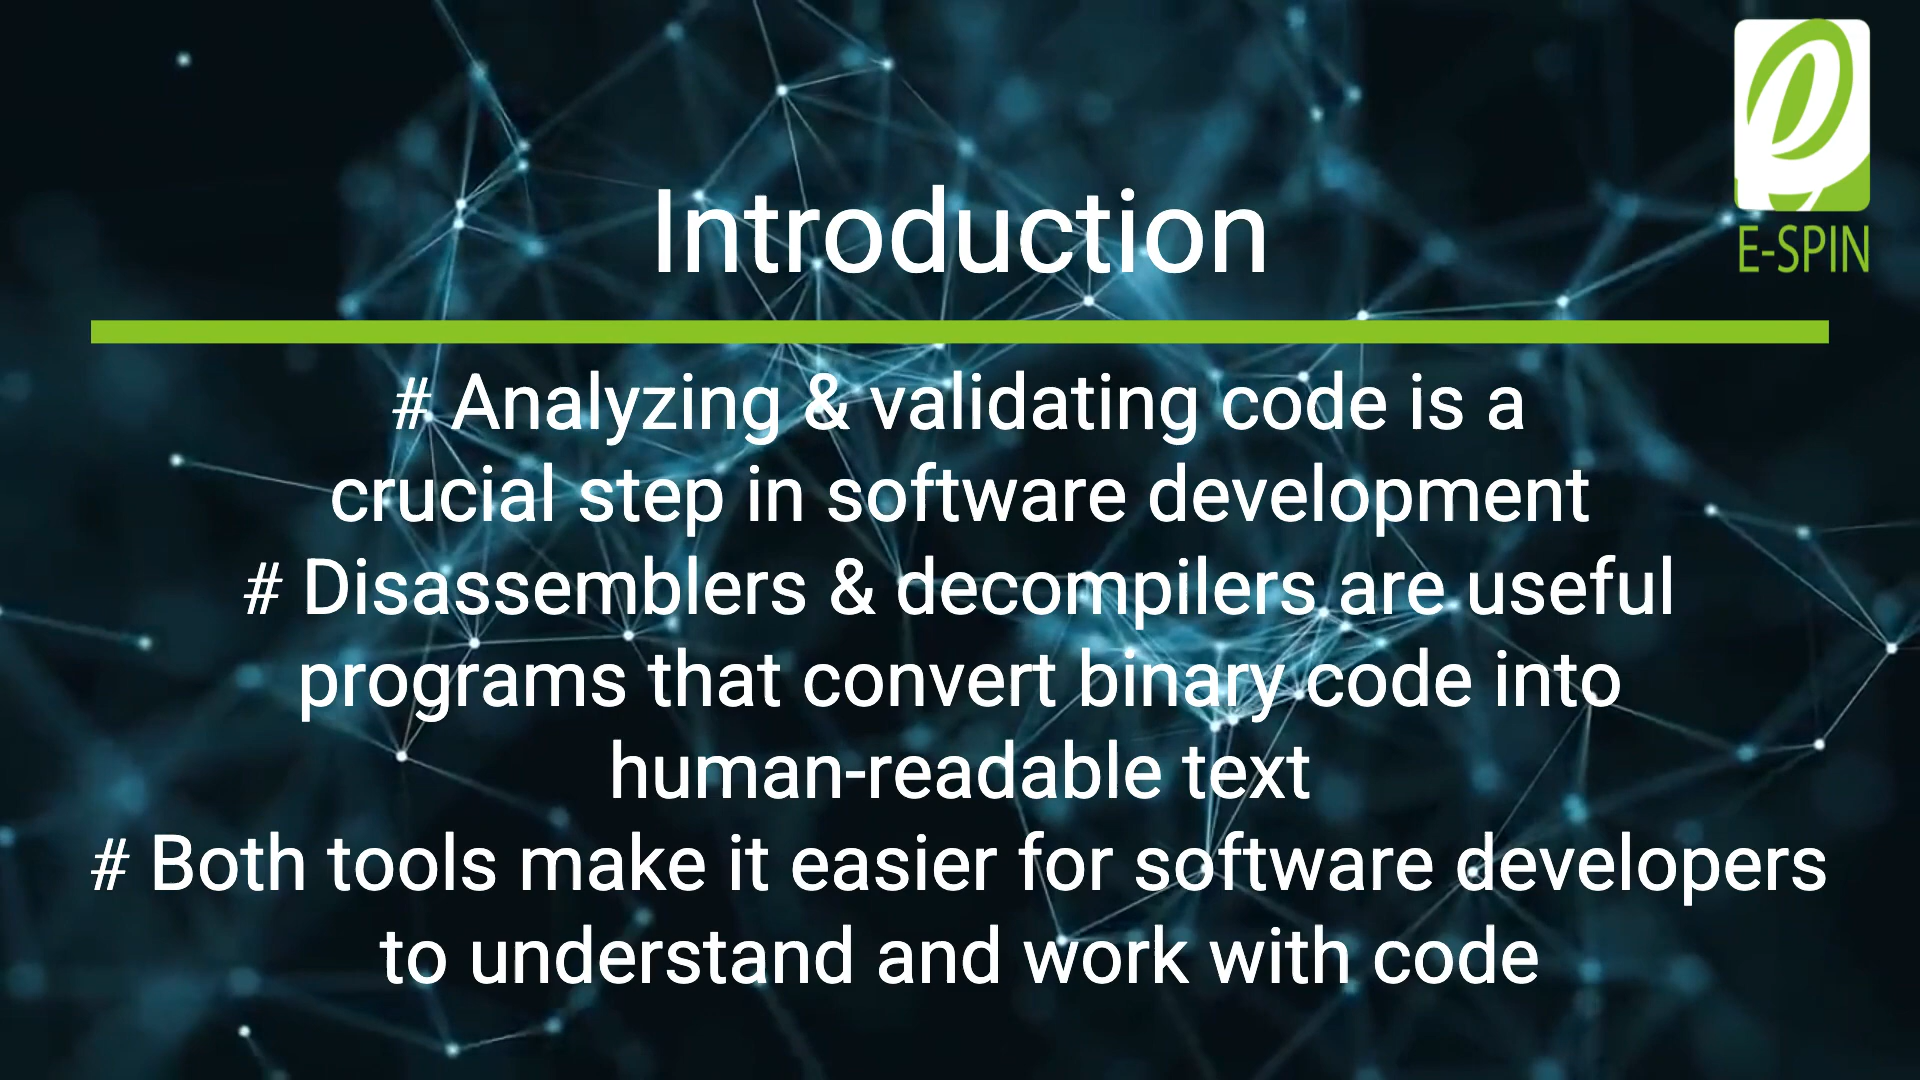 E-SPIN
Introduction
# Analyzing & validating code is a
crucial step in software development
# Disassemblers & decompilers are useful
programs that convert binary code into
human-readable text
# Both tools make it easier for software developers
to understand and work with code